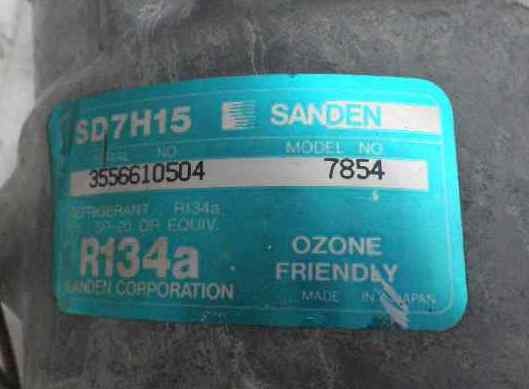 SD7H15 SANDEN
MODEL NO
3556610504 7854
REFRIGERANT R134a
SP-20 OR EQUIV.
R134a
OZONE
FRIENDLY
SANDEN CORPORATION
MADE IN JAPAN